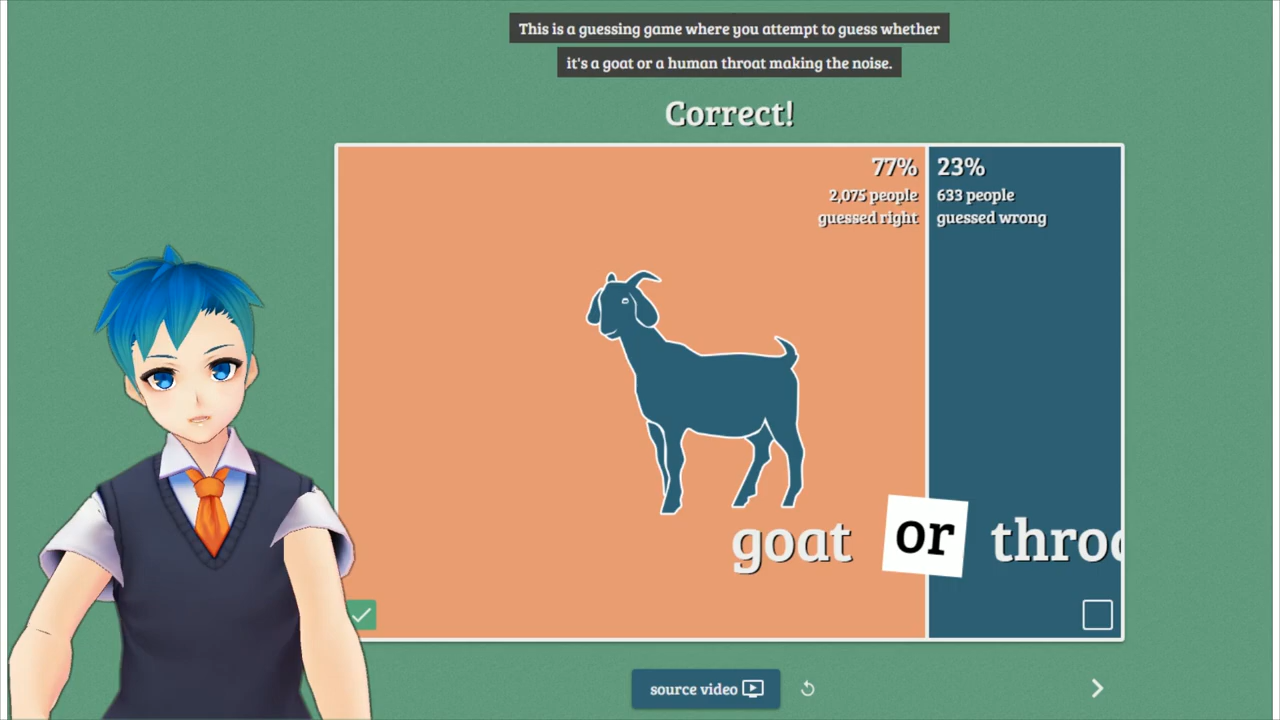 This is a guessing game where you attempt to guess whether
it's a goat or a human throat making the noise.
Correct!
77%
2,075 people
guessed right
23%
633 people
guessed wrong
goat or throa
source video